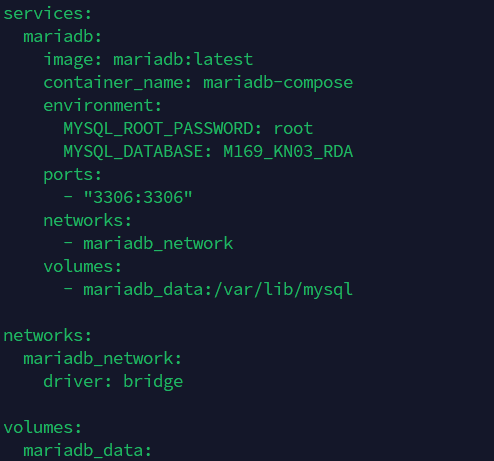 services:
  mariadb:
    image: mariadb:latest
    container_name: mariadb-compose
    environment:
      MYSQL_ROOT_PASSWORD: root
      MYSQL_DATABASE: M169_KN03_RDA
    ports:
      - "3306:3306"
    networks:
      - mariadb_network
    volumes:
      - mariadb_data:/var/lib/mysql

networks:
  mariadb_network:
    driver: bridge

volumes:
  mariadb_data: